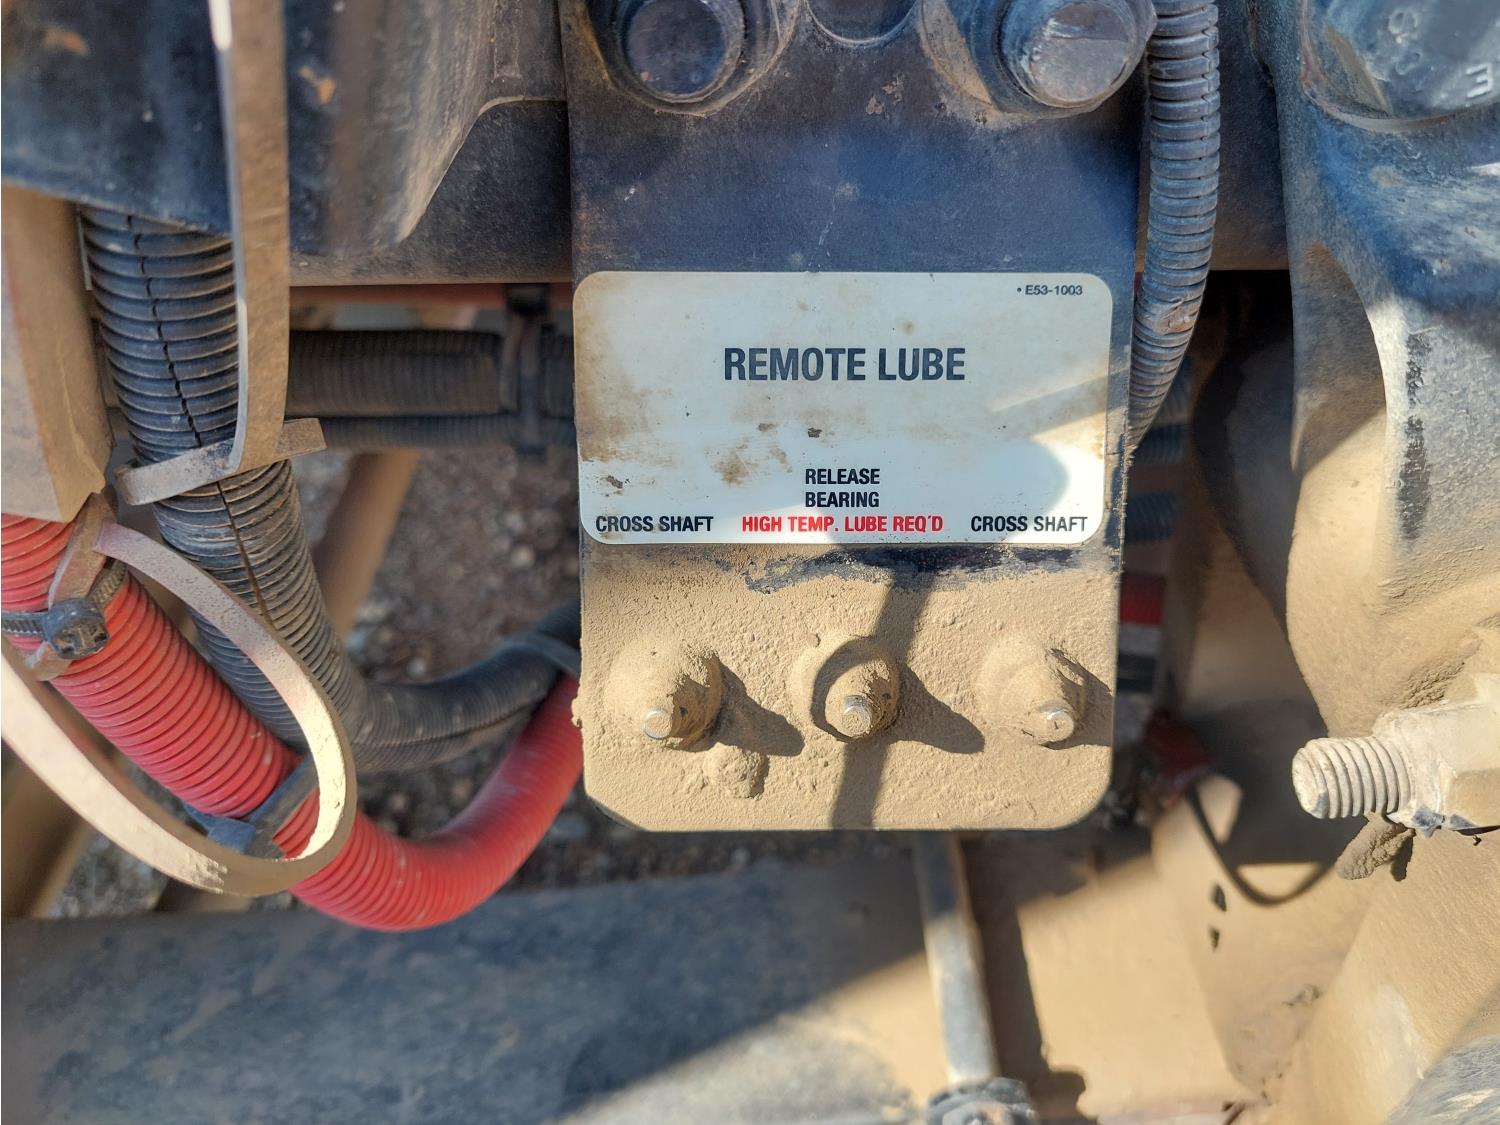 • E53-1003
REMOTE LUBE
RELEASE
BEARING
CROSS SHAFT HIGH TEMP. LUBE REQ'D CROSS SHAFT